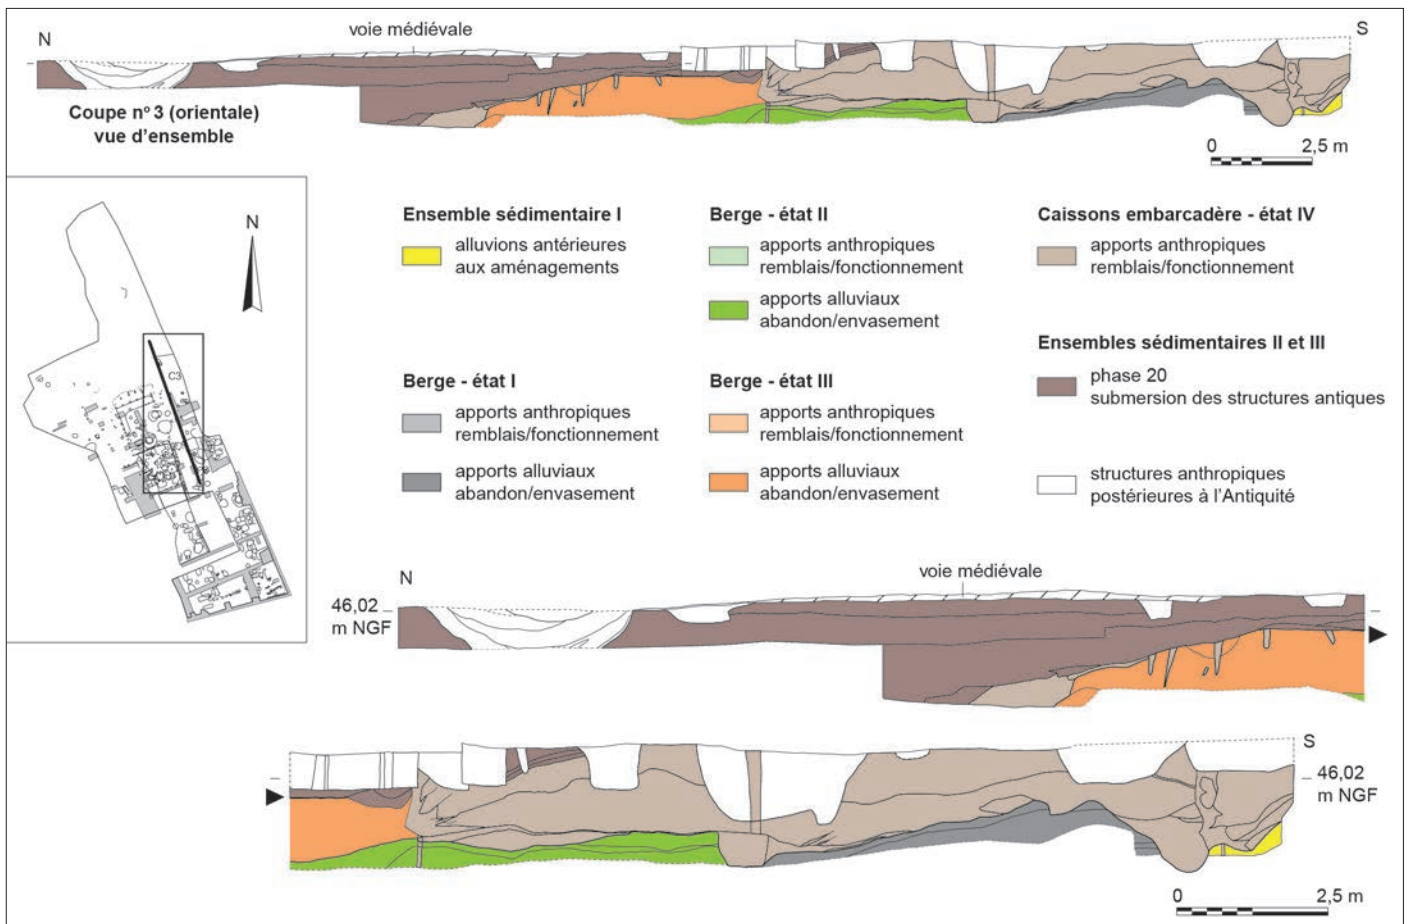 N
voie médiévale
S
Coupe nº 3 (orientale)
vue d’ensemble
0 2,5 m
N
C3
Ensemble sédimentaire I
alluvions antérieures
aux aménagements
Berge - état I
apports anthropiques
remblais/fonctionnement
apports alluviaux
abandon/envasement
Berge - état II
apports anthropiques
remblais/fonctionnement
apports alluviaux
abandon/envasement
Berge - état III
apports anthropiques
remblais/fonctionnement
apports alluviaux
abandon/envasement
Caissons embarcadère - état IV
apports anthropiques
remblais/fonctionnement
Ensembles sédimentaires II et III
phase 20
submersion des structures antiques
structures anthropiques
postérieures à l’Antiquité
N
voie médiévale
46,02
m NGF
S
46,02
m NGF
0 2,5 m